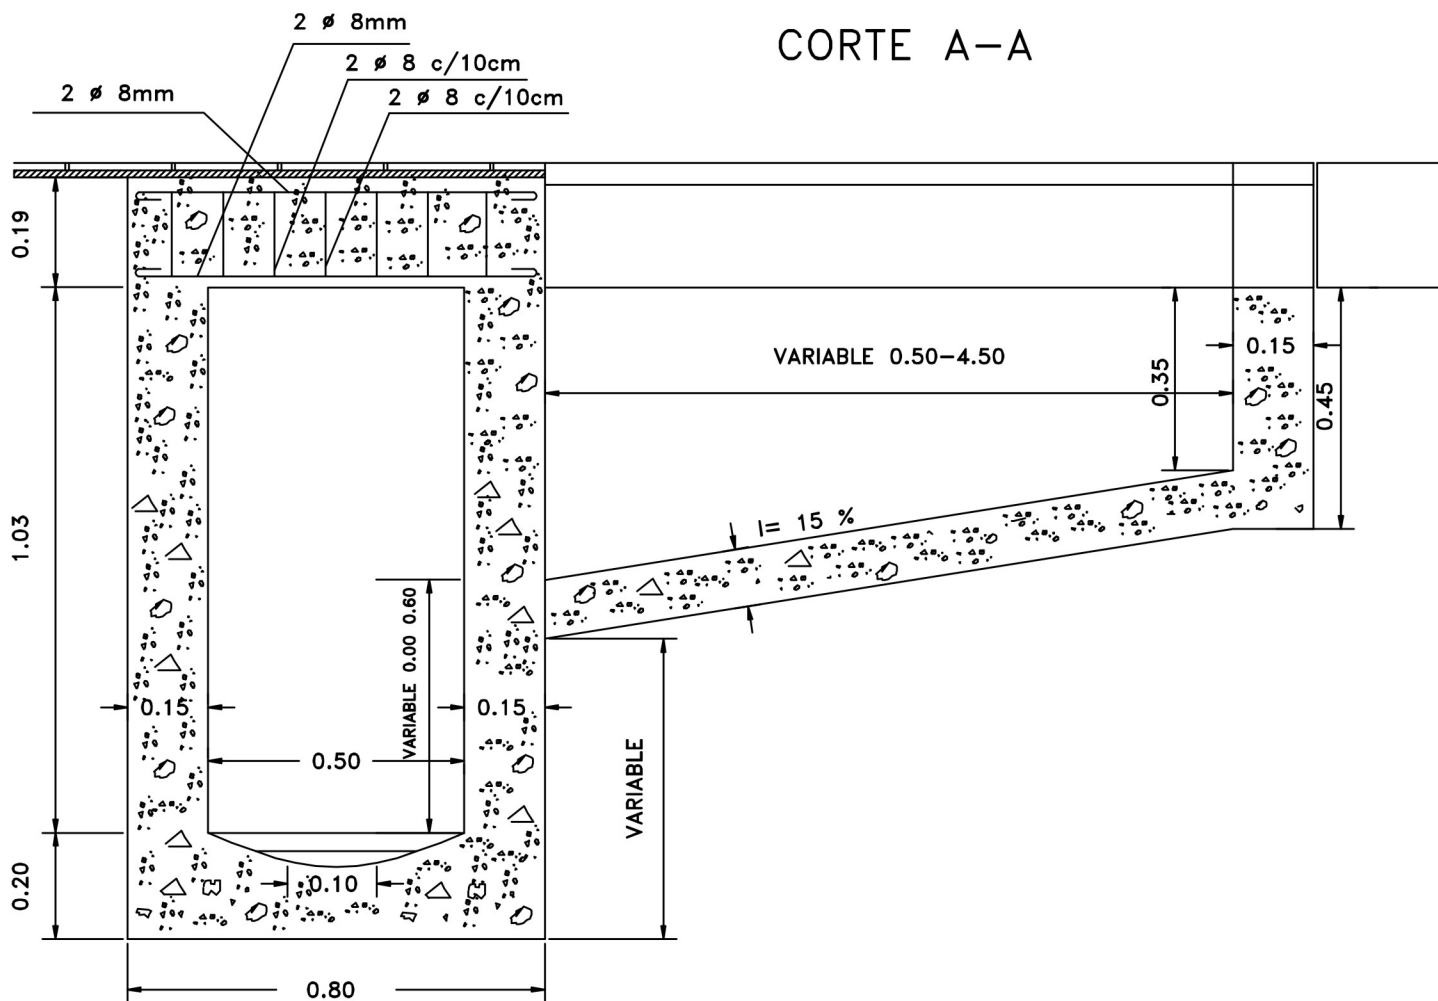 2 ø 8mm
CORTE A-A
2 ø 8 c/10cm
2 ø 8mm
2 ø 8 c/10cm
0.19
VARIABLE 0.50-4.50
0.15
0.35
0.45
1.03
I= 15 %
VARIABLE 0.00 0.60
0.15
0.15
0.50
VARIABLE
0.20
0.10
0.80